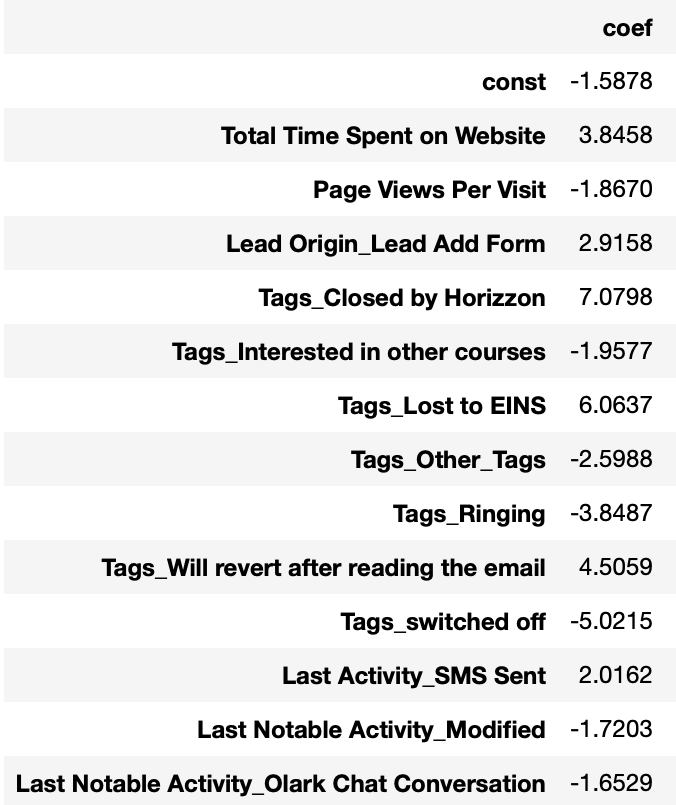 coef
const -1.5878
Total Time Spent on Website 3.8458
Page Views Per Visit -1.8670
Lead Origin_Lead Add Form 2.9158
Tags_Closed by Horizzon 7.0798
Tags_Interested in other courses -1.9577
Tags_Lost to EINS 6.0637
Tags_Other_Tags -2.5988
Tags_Ringing -3.8487
Tags_Will revert after reading the email 4.5059
Tags_switched off -5.0215
Last Activity_SMS Sent 2.0162
Last Notable Activity_Modified -1.7203
Last Notable Activity_Olark Chat Conversation -1.6529